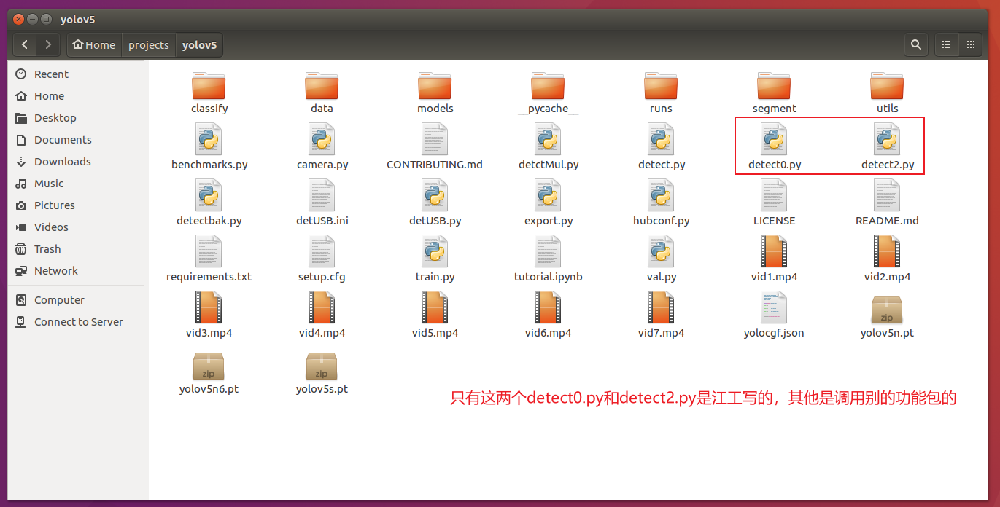 yolov5
Home projects yolov5
Recent
Home
Desktop
Documents
Downloads
Music
Pictures
Videos
Trash
Network
Computer
Connect to Server
classify data models __pycache__ runs segment utils
benchmarks.py camera.py CONTRIBUTING.md detctMul.py detect.py detect0.py detect2.py
detectbak.py detUSB.ini detUSB.py export.py hubconf.py LICENSE README.md
requirements.txt setup.cfg train.py tutorial.ipynb val.py vid1.mp4 vid2.mp4
vid3.mp4 vid4.mp4 vid5.mp4 vid6.mp4 vid7.mp4 yolocgf.json zip yolov5n.pt
zip yolov5n6.pt zip yolov5s.pt
只有这两个detect0.py和detect2.py是江工写的，其他是调用别的功能包的